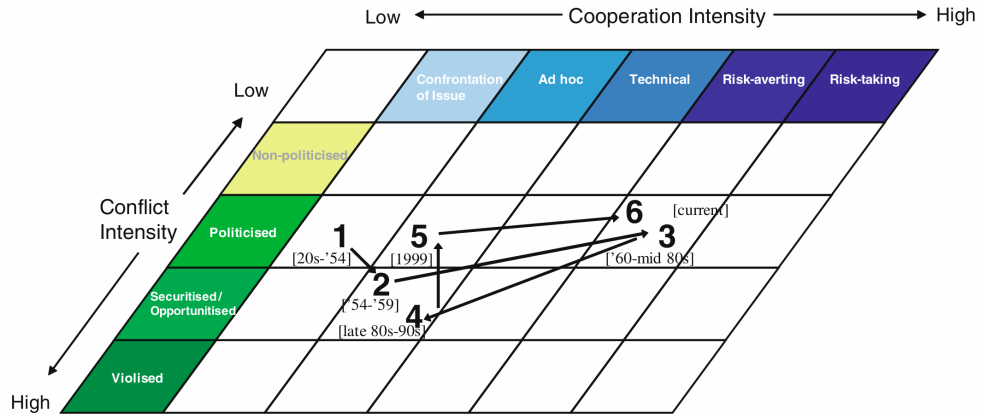 Low
Cooperation Intensity
High
Confrontation
of Issue
Ad hoc
Technical
Risk-averting
Risk-taking
Low
Non-politicised
Conflict
Intensity
Politicised
1
[20s-'54]
5
[1999]
6
[current]
3
['60-mid 80s]
Securitised/
Opportunitised
2
['54-'59]
4
[late 80s-90s]
Violised
High